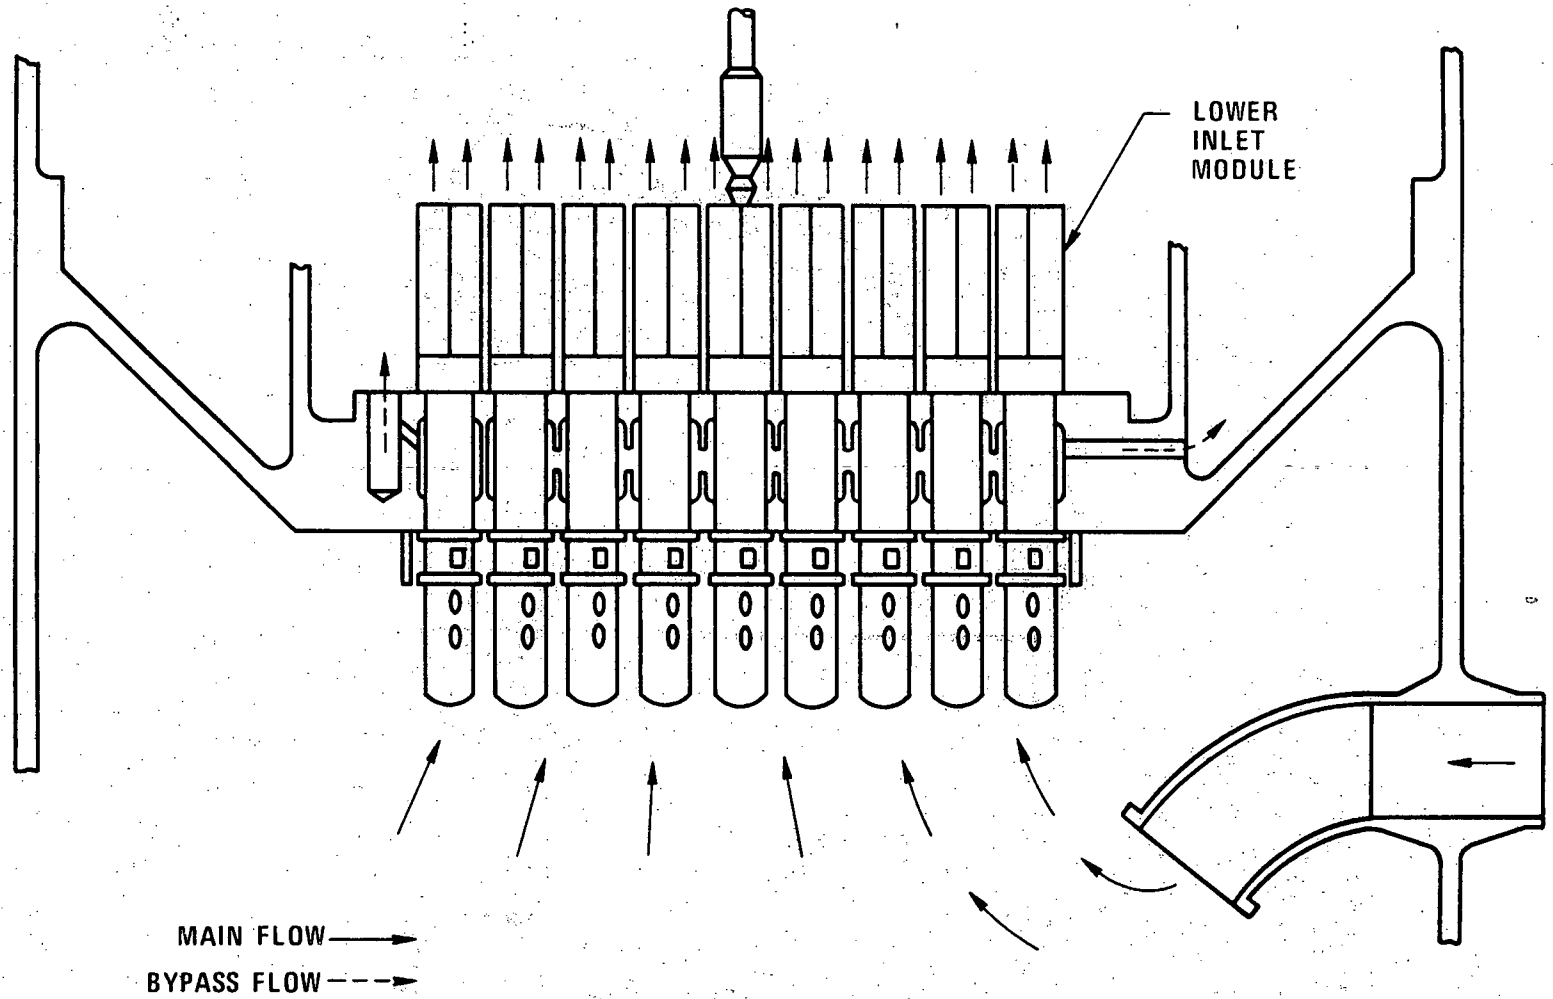 LOWER
INLET
MODULE
MAIN FLOW
BYPASS FLOW